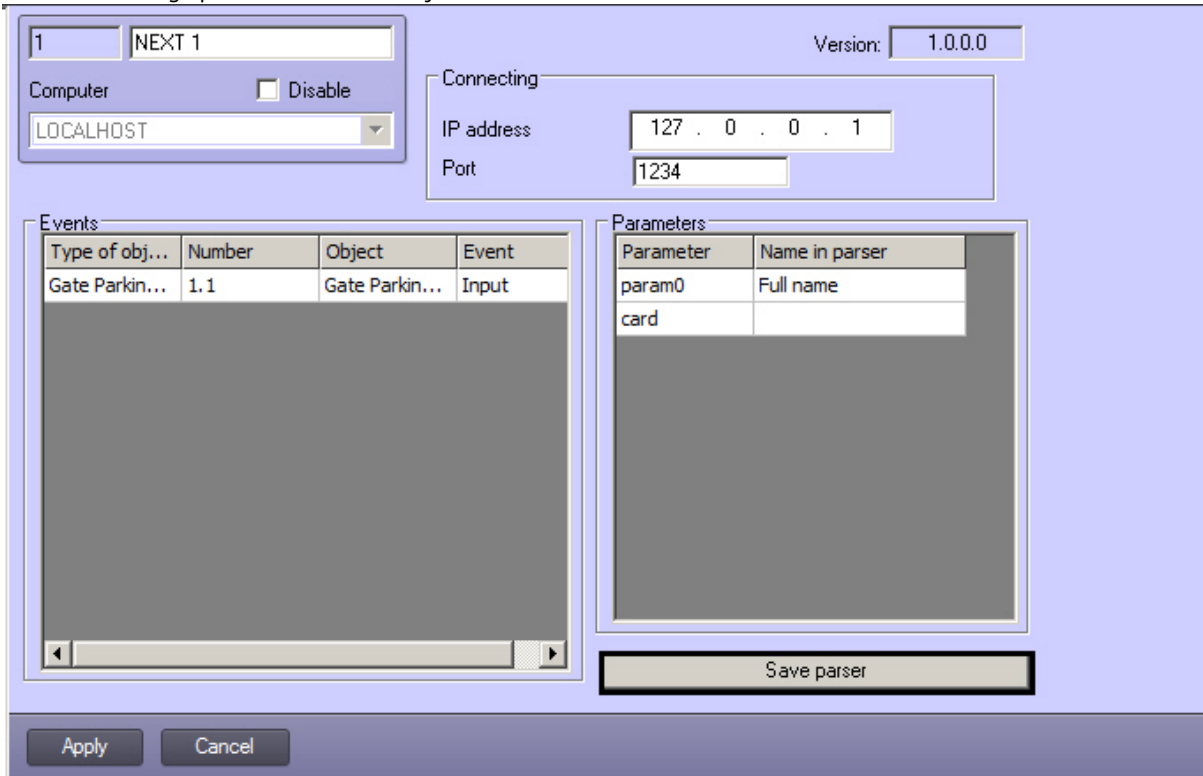 1 NEXT 1
Version: 1.0.0.0
Computer Disable
LOCALHOST
Connecting
IP address 127 . 0 . 0 . 1
Port 1234
Events
Type of obj... Number Object Event
Gate Parkin... 1.1 Gate Parkin... Input
Parameters
Parameter Name in parser
param0 Full name
card
Save parser
Apply Cancel